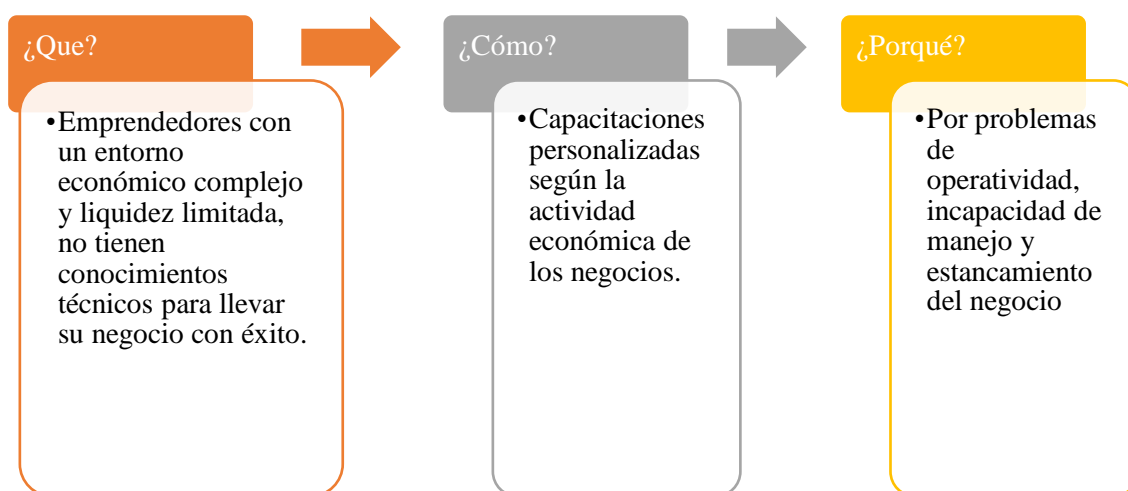 ¿Que?
•Emprendedores con
un entorno
económico complejo
y liquidez limitada,
no tienen
conocimientos
técnicos para llevar
su negocio con éxito.
¿Cómo?
•Capacitaciones
personalizadas
según la
actividad
económica de
los negocios.
¿Porqué?
•Por problemas
de
operatividad,
incapacidad de
manejo y
estancamiento
del negocio